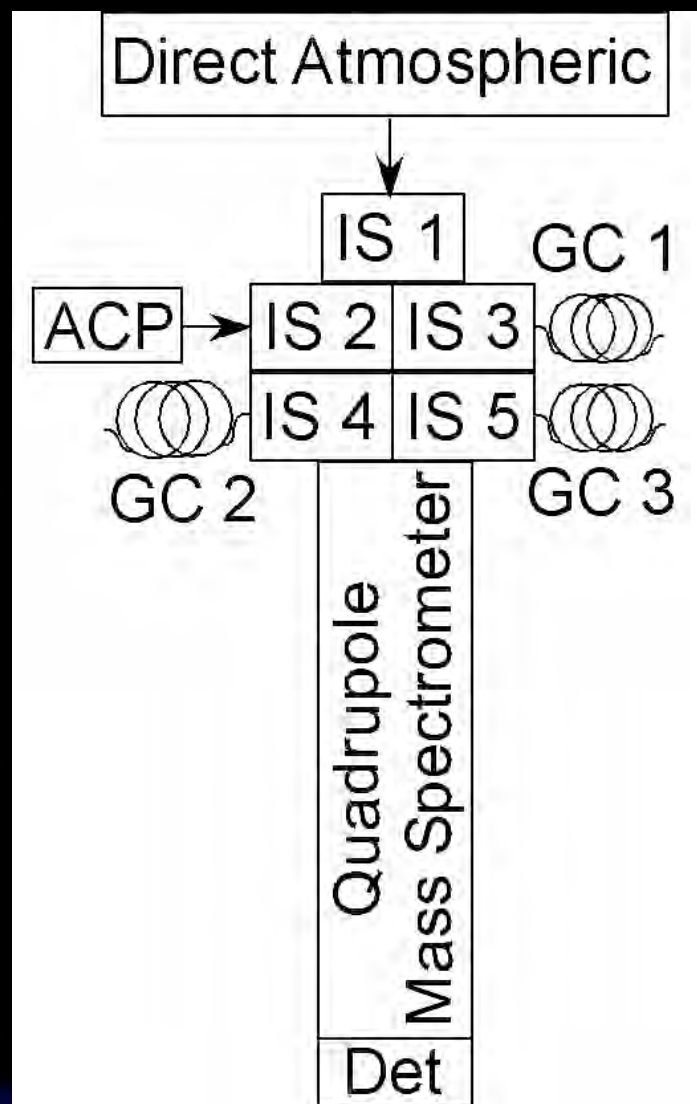 Direct Atmospheric
IS 1
GC 1
ACP
IS 2
IS 3
IS 4
IS 5
GC 2
GC 3
Quadrupole
Mass Spectrometer
Det